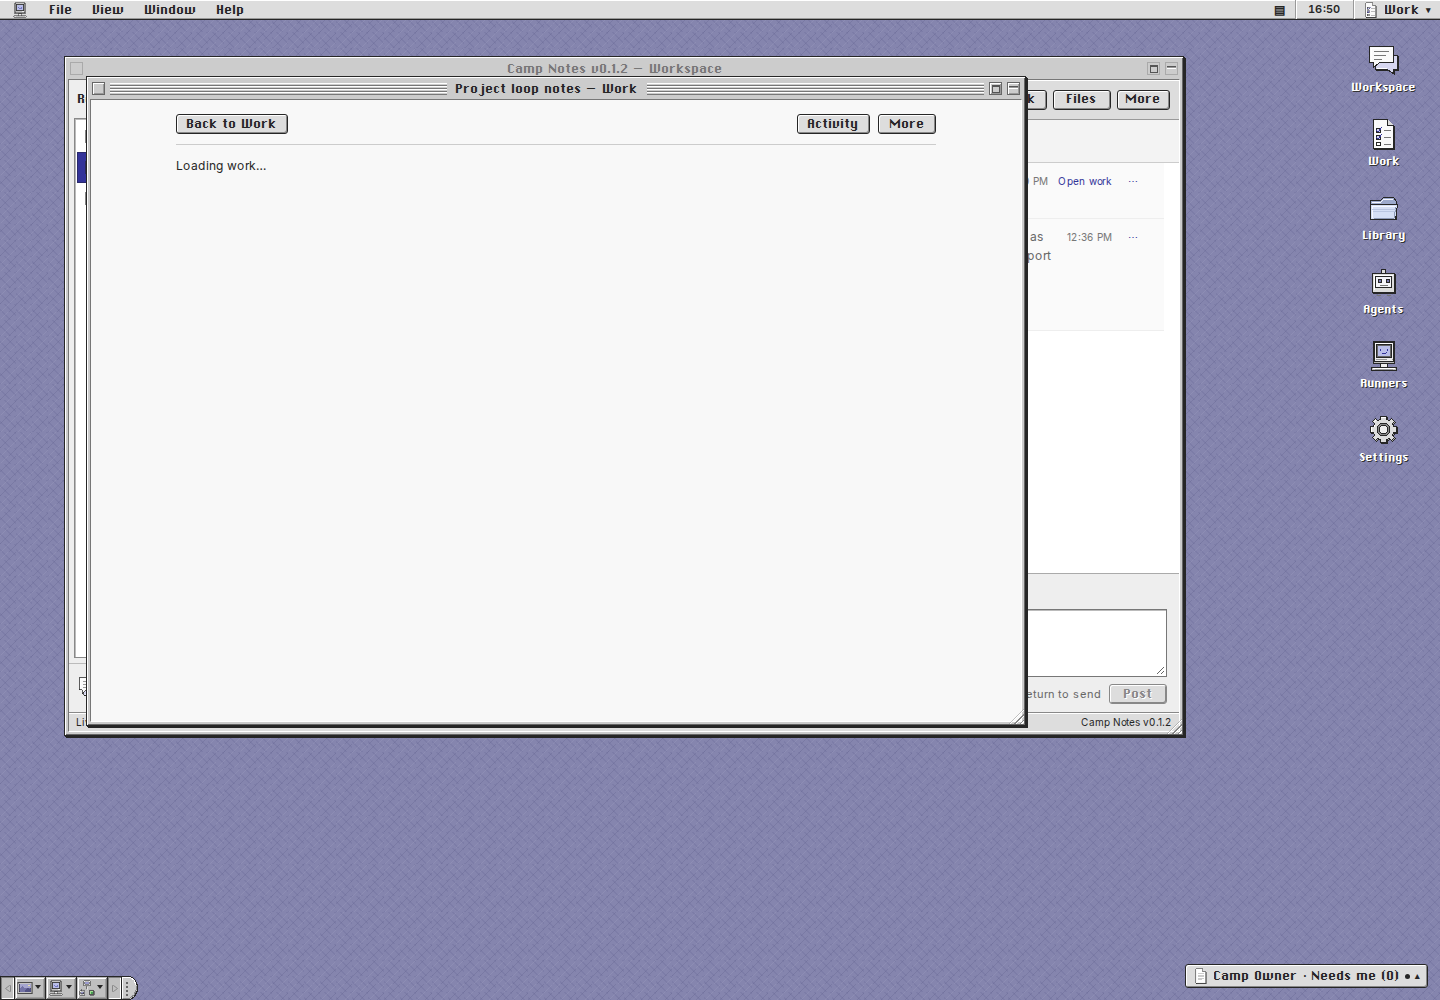 File View Window Help
16:50
Work
Camp Notes v0.1.2 — Workspace
Project loop notes — Work
Files
More
Back to Work
Activity
More
Loading work...
PM
Open work
...
as
12:36 PM
...
port
eturn to send
Post
Camp Notes v0.1.2
Workspace
Work
Library
Agents
Runners
Settings
Camp Owner · Needs me (0)